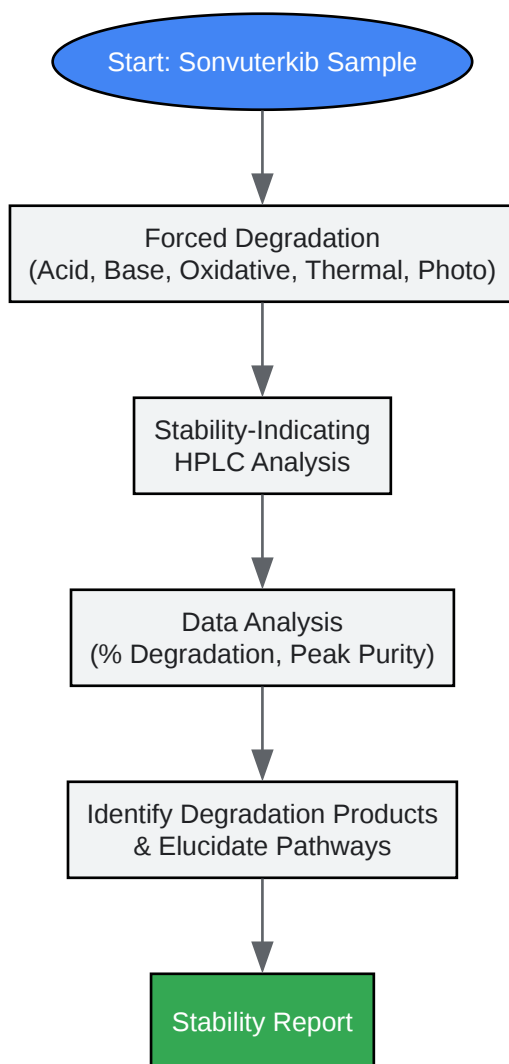 Start: Sonvuterkib Sample
Forced Degradation
(Acid, Base, Oxidative, Thermal, Photo)
Stability-Indicating
HPLC Analysis
Data Analysis
(% Degradation, Peak Purity)
Identify Degradation Products
& Elucidate Pathways
Stability Report